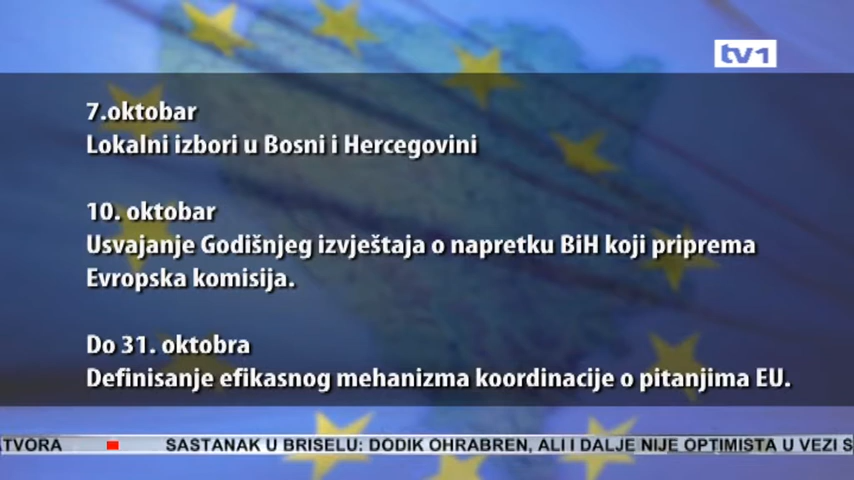 tv1
7.oktobar
Lokalni izbori u Bosni i Hercegovini
10. oktobar
Usvajanje Godišnjeg izvještaja o napretku BiH koji priprema
Evropska komisija.
Do 31. oktobra
Definisanje efikasnog mehanizma koordinacije o pitanjima EU.
TVORA SASTANAK U BRISELU: DODIK OHRABREN, ALI I DALJE NIJE OPTIMISTA U VEZI S